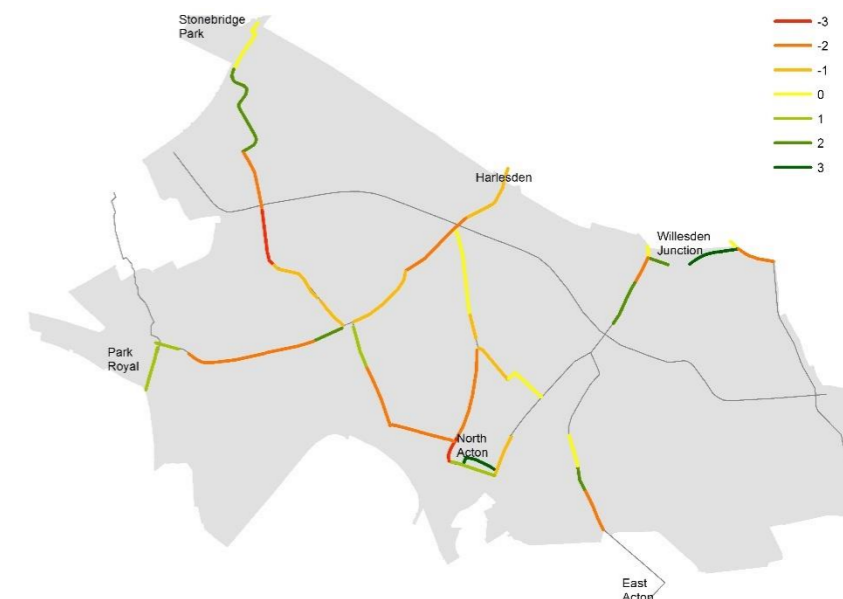 Stonebridge
Park
-3
-2
-1
0
1
2
3
Harlesden
Willesden
Junction
Park
Royal
North
Acton
East
Acton